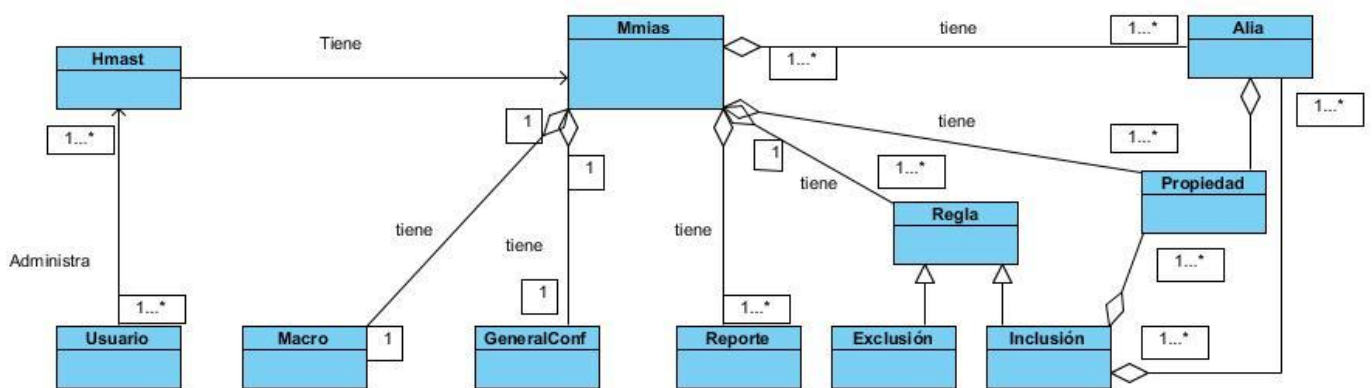 Mmias
Alia
Tiene
tiene
1...*
1...*
Hmast
1...*
1...*
1
1
1
1...*
tiene
1...*
Propiedad
tiene
Regla
tiene
tiene
tiene
Administra
1...*
1
1...*
1...*
1
1...*
Usuario
Macro
GeneralConf
Reporte
Exclusión
Inclusión